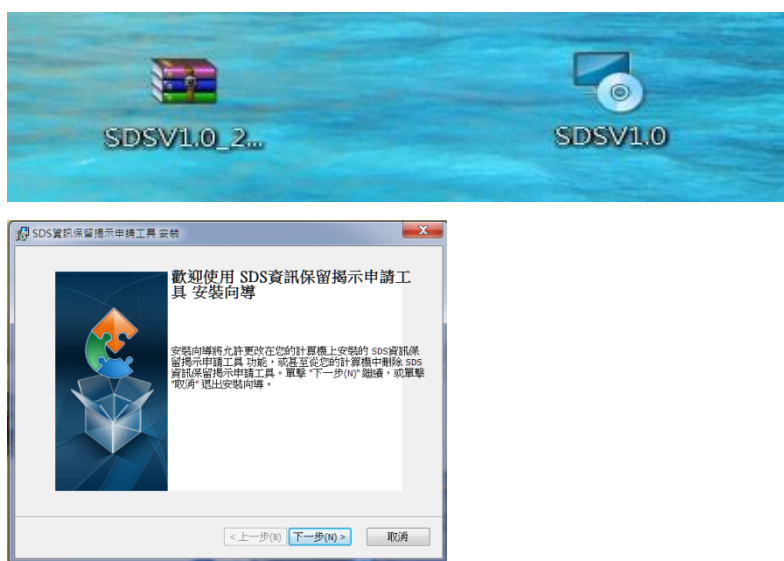 SDSV1.0_2...
SDSV1.0
SDS資訊保留揭示申請工具 安裝
歡迎使用 SDS資訊保留揭示申請工
具 安裝向導
安裝向導將允許更改在您的計算機上安裝的 SDS資訊保
留揭示申請工具 功能，或甚至從您的計算機中刪除 SDS
資訊保留揭示申請工具。單擊 "下一步(N)" 繼續，或單擊
"取消" 退出安裝向導。
< 上一步(B)
下一步(N) >
取消